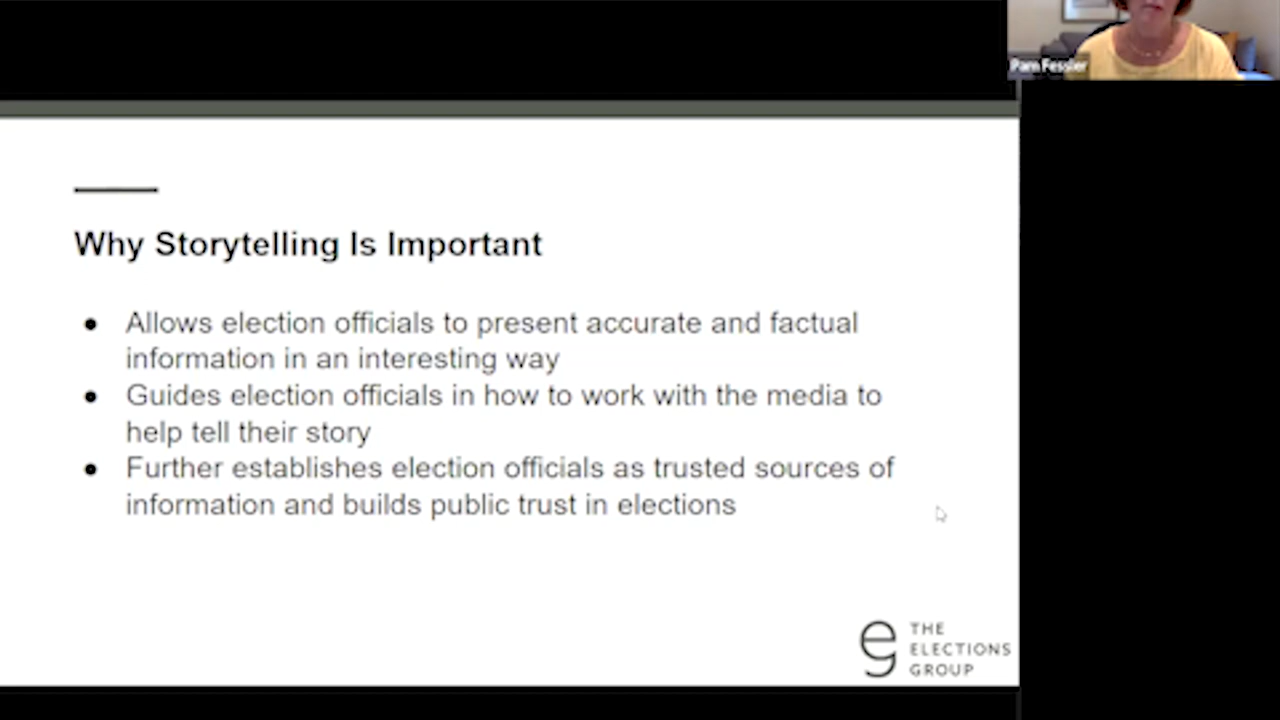 Pam Fessler
Why Storytelling Is Important
● Allows election officials to present accurate and factual
information in an interesting way
● Guides election officials in how to work with the media to
help tell their story
● Further establishes election officials as trusted sources of
information and builds public trust in elections
eg
THE
ELECTIONS
GROUP